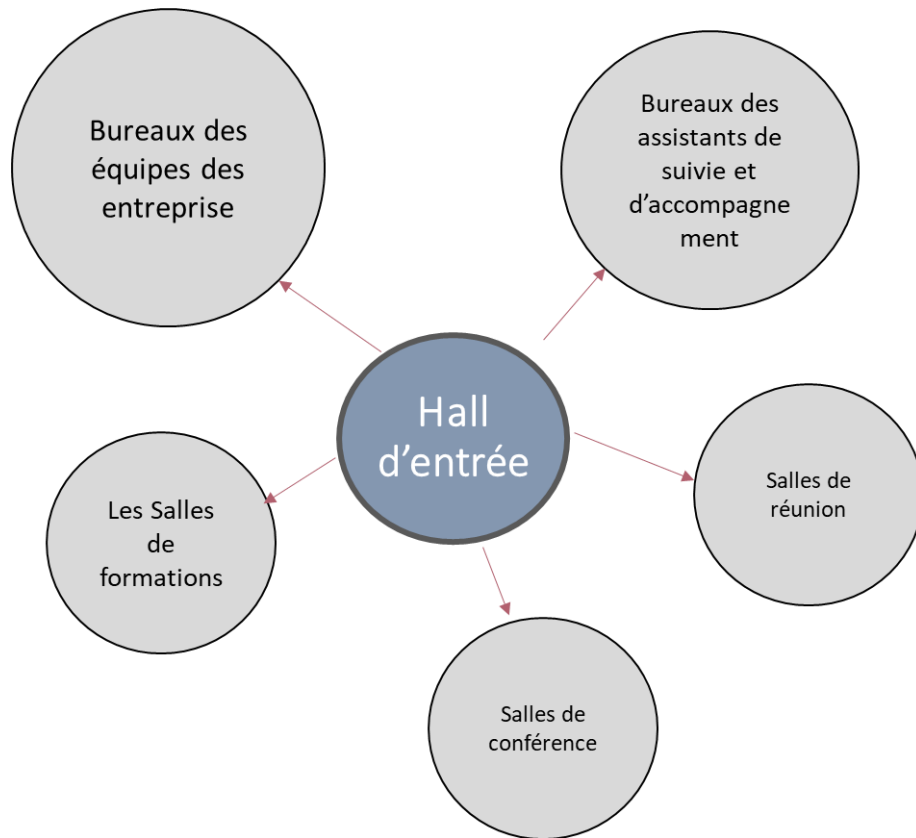 Bureaux des
équipes des
entreprise
Bureaux des
assistants de
suivie et
d’accompagne
ment
Hall
d’entrée
Les Salles
de
formations
Salles de
réunion
Salles de
conférence